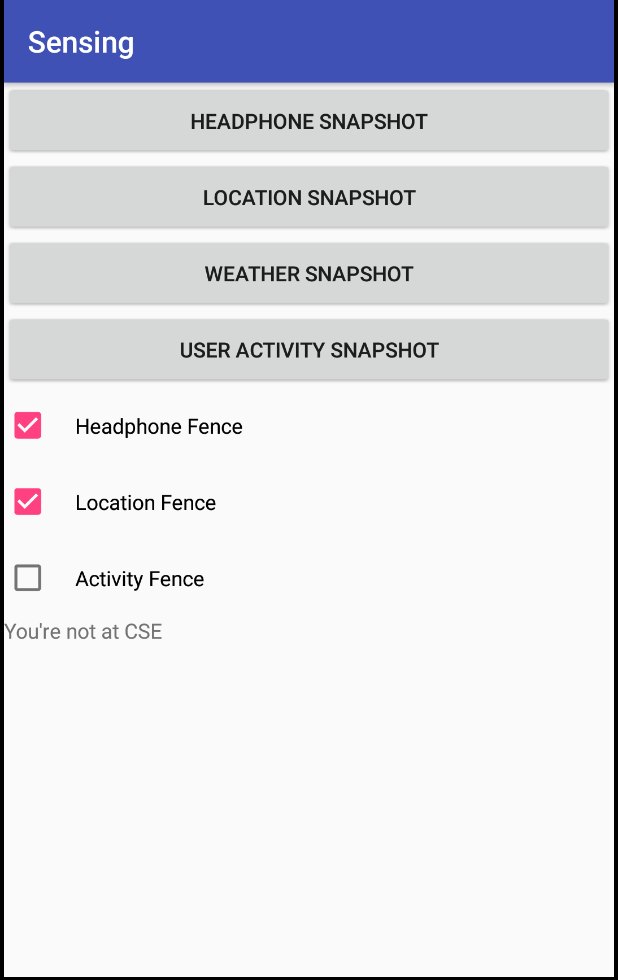 Sensing
HEADPHONE SNAPSHOT
LOCATION SNAPSHOT
WEATHER SNAPSHOT
USER ACTIVITY SNAPSHOT
Headphone Fence
Location Fence
Activity Fence
You're not at CSE